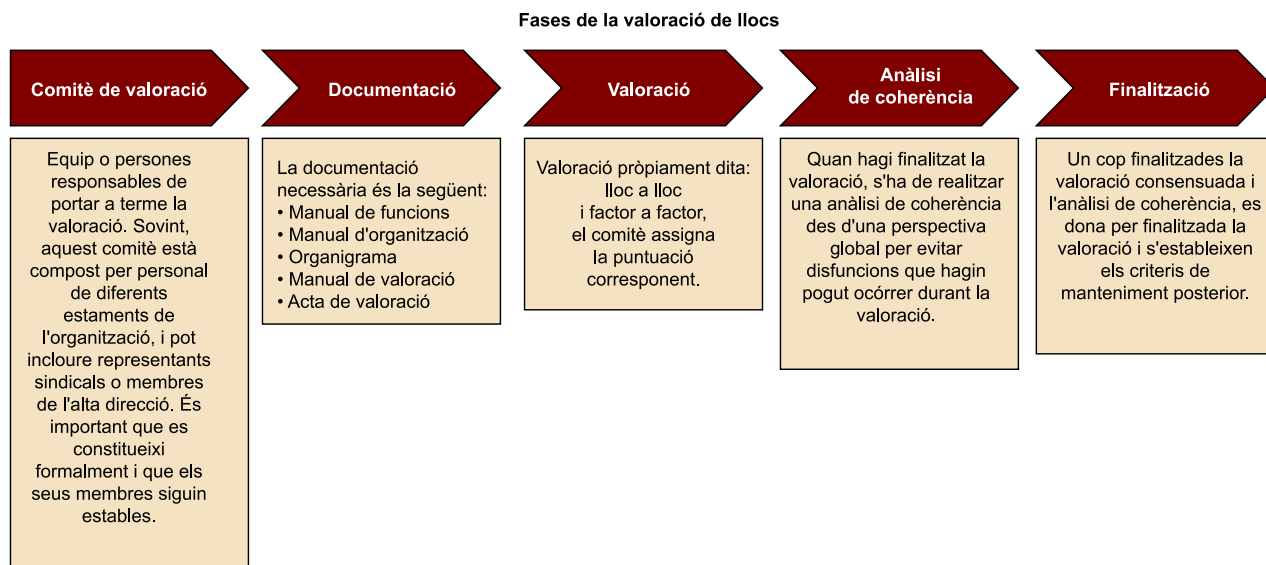 Fases de la valoració de llocs
Comitè de valoració
Equip o persones
responsables de
portar a terme la
valoració. Sovint,
aquest comitè està
compost per personal
de diferents
estaments de
l'organització, i pot
incloure representants
sindicals o membres
de l'alta direcció. És
important que es
constitueixi
formalment i que els
seus membres siguin
estables.
Documentació
La documentació
necessària és la següent:
• Manual de funcions
• Manual d'organització
• Organigrama
• Manual de valoració
• Acta de valoració
Valoració
Valoració pròpiament dita:
lloc a lloc
i factor a factor,
el comitè assigna
la puntuació
corresponent.
Anàlisi
de coherència
Quan hagi finalitzat la
valoració, s'ha de realitzar
una anàlisi de coherència
des d'una perspectiva
global per evitar
disfuncions que hagin
pogut ocórrer durant la
valoració.
Finalització
Un cop finalitzades la
valoració consensuada i
l'anàlisi de coherència, es
dona per finalitzada la
valoració i s'estableixen
els criteris de
manteniment posterior.